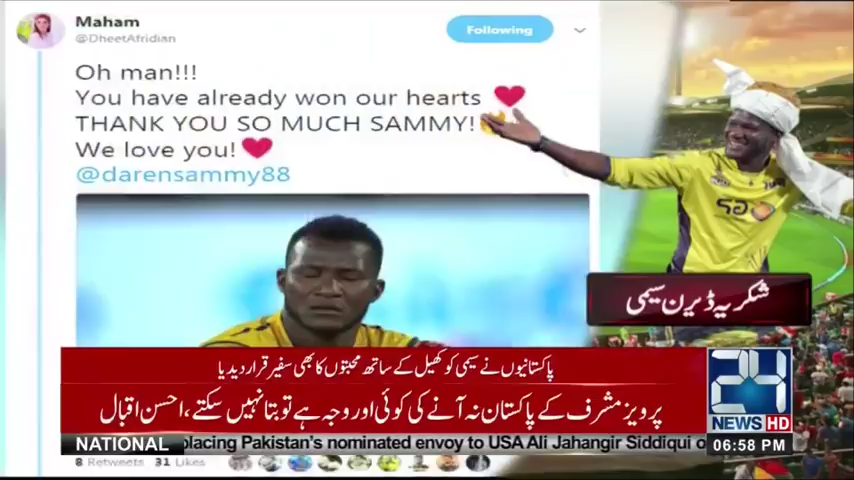 Maham
@DheetAfridian
Following
Oh man!!!
You have already won our hearts ❤
THANK YOU SO MUCH SAMMY!
We love you! ❤
@darensammy88
شکریہ ڈیرن سیمی
پاکستانیوں نے سیمی کو کھیل کے ساتھ محبتوں کا بھی سفیر قرار دیدیا
پرویز مشرف کے پاکستان نہ آنے کی کوئی اور وجہ ہے تو بتا نہیں سکتے، احسن اقبال
24
NEWS HD
NATIONAL
placing Pakistan's nominated envoy to USA Ali Jahangir Siddiqui o
06:58 PM
8 Retweets 31 Likes